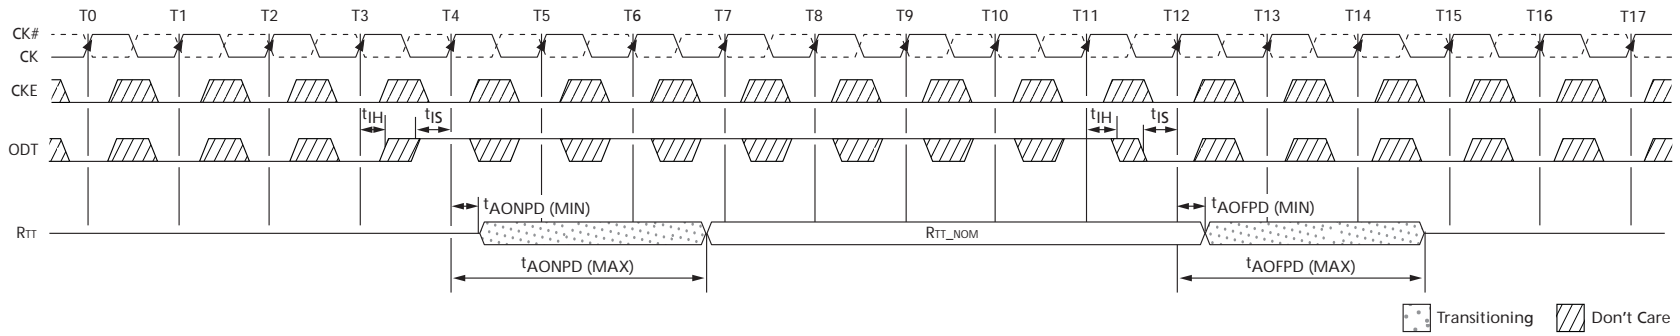 T0 T1 T2 T3 T4 T5 T6 T7 T8 T9 T10 T11 T12 T13 T14 T15 T16 T17
CK#
CK
CKE
tIH tIS tIH tIS
ODT
tAONPD (MIN) tAOFPD (MIN)
RTT RTT_NOM
tAONPD (MAX) tAOFPD (MAX)
Transitioning Don't Care